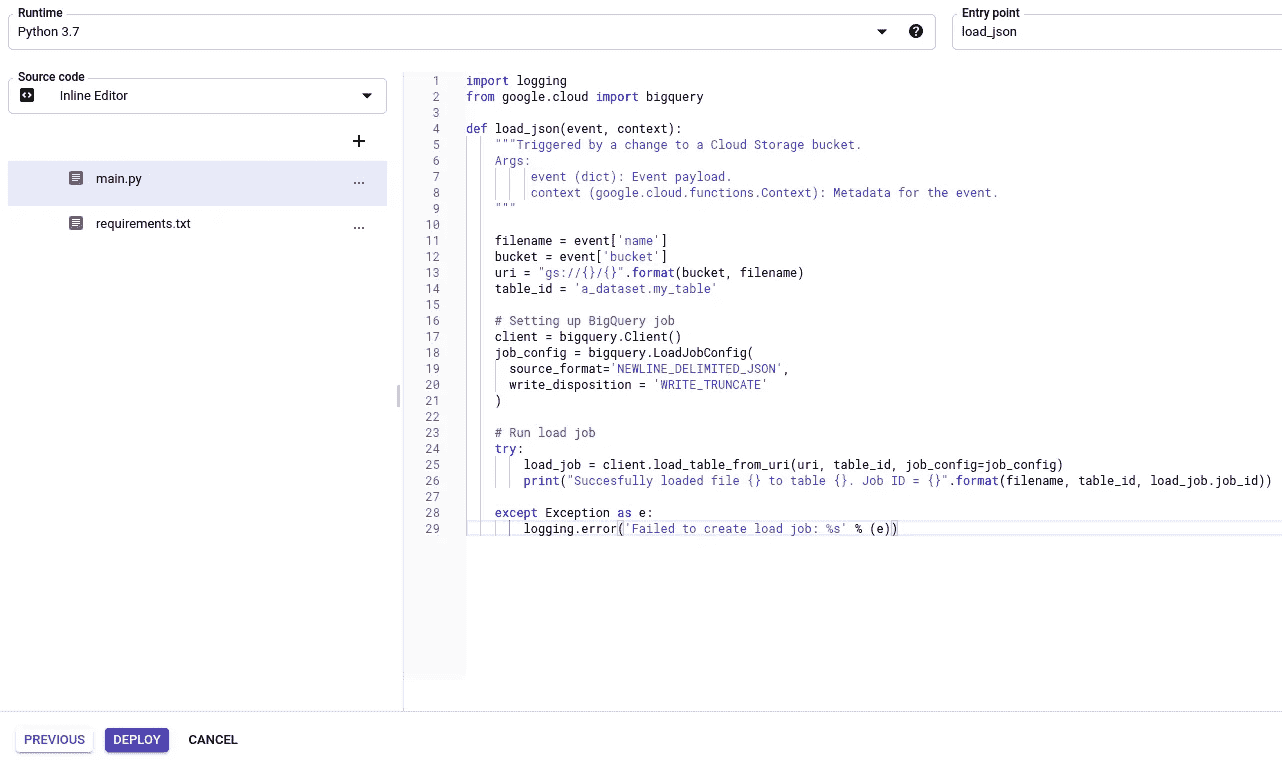 Runtime
Python 3.7
Entry point
load_json
Source code
Inline Editor
+
main.py ...
requirements.txt ...
1 import logging
2 from google.cloud import bigquery
3
4 def load_json(event, context):
5     """Triggered by a change to a Cloud Storage bucket.
6     Args:
7          event (dict): Event payload.
8          context (google.cloud.functions.Context): Metadata for the event.
9     """
10
11     filename = event['name']
12     bucket = event['bucket']
13     uri = "gs://{}/{}".format(bucket, filename)
14     table_id = 'a_dataset.my_table'
15
16     # Setting up BigQuery job
17     client = bigquery.Client()
18     job_config = bigquery.LoadJobConfig(
19       source_format='NEWLINE_DELIMITED_JSON',
20       write_disposition = 'WRITE_TRUNCATE'
21     )
22
23     # Run load job
24     try:
25         load_job = client.load_table_from_uri(uri, table_id, job_config=job_config)
26         print("Succesfully loaded file {} to table {}. Job ID = {}".format(filename, table_id, load_job.job_id))
27
28     except Exception as e:
29         logging.error('Failed to create load job: %s' % (e))
PREVIOUS DEPLOY CANCEL